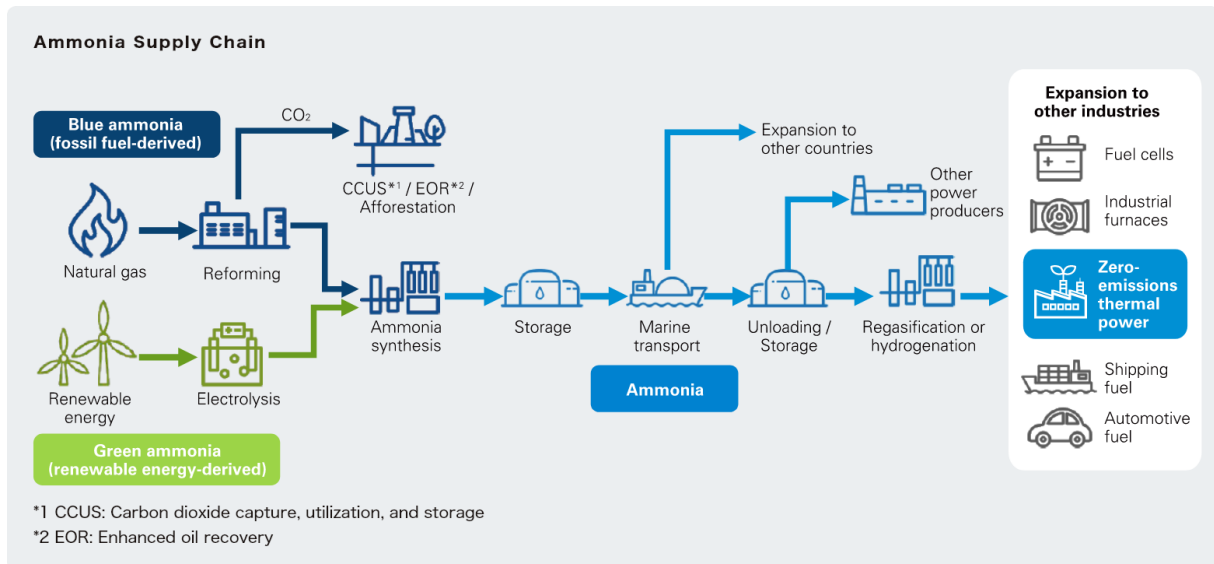 Ammonia Supply Chain
Blue ammonia
(fossil fuel-derived)
CO₂
CCUS*¹ / EOR*² /
Afforestation
Natural gas
Reforming
Renewable
energy
Electrolysis
Green ammonia
(renewable energy-derived)
Ammonia
synthesis
Storage
Marine
transport
Ammonia
Expansion to
other countries
Unloading /
Storage
Other
power
producers
Regasification or
hydrogenation
Expansion to
other industries
Fuel cells
Industrial
furnaces
Zero-
emissions
thermal
power
Shipping
fuel
Automotive
fuel
*1 CCUS: Carbon dioxide capture, utilization, and storage
*2 EOR: Enhanced oil recovery